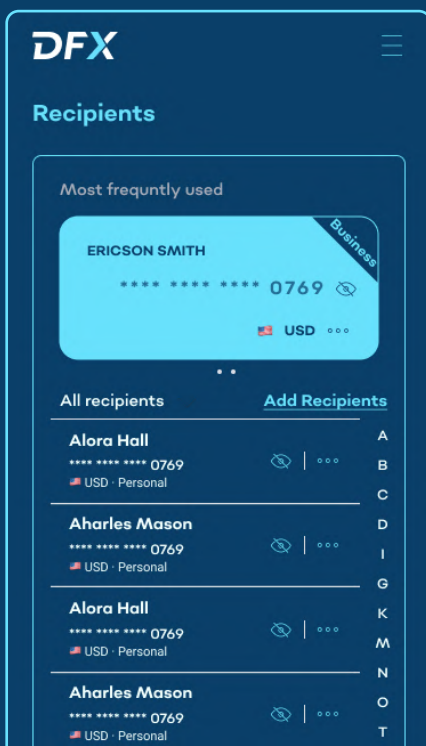 DFX
Recipients
Most frequntly used
Business
ERICSON SMITH
**** **** **** 0769
USD
All recipients
Add Recipients
Alora Hall
**** **** **** 0769
USD · Personal
Aharles Mason
**** **** **** 0769
USD · Personal
Alora Hall
**** **** **** 0769
USD · Personal
Aharles Mason
**** **** **** 0769
USD · Personal
A
B
C
D
I
G
K
M
N
O
T